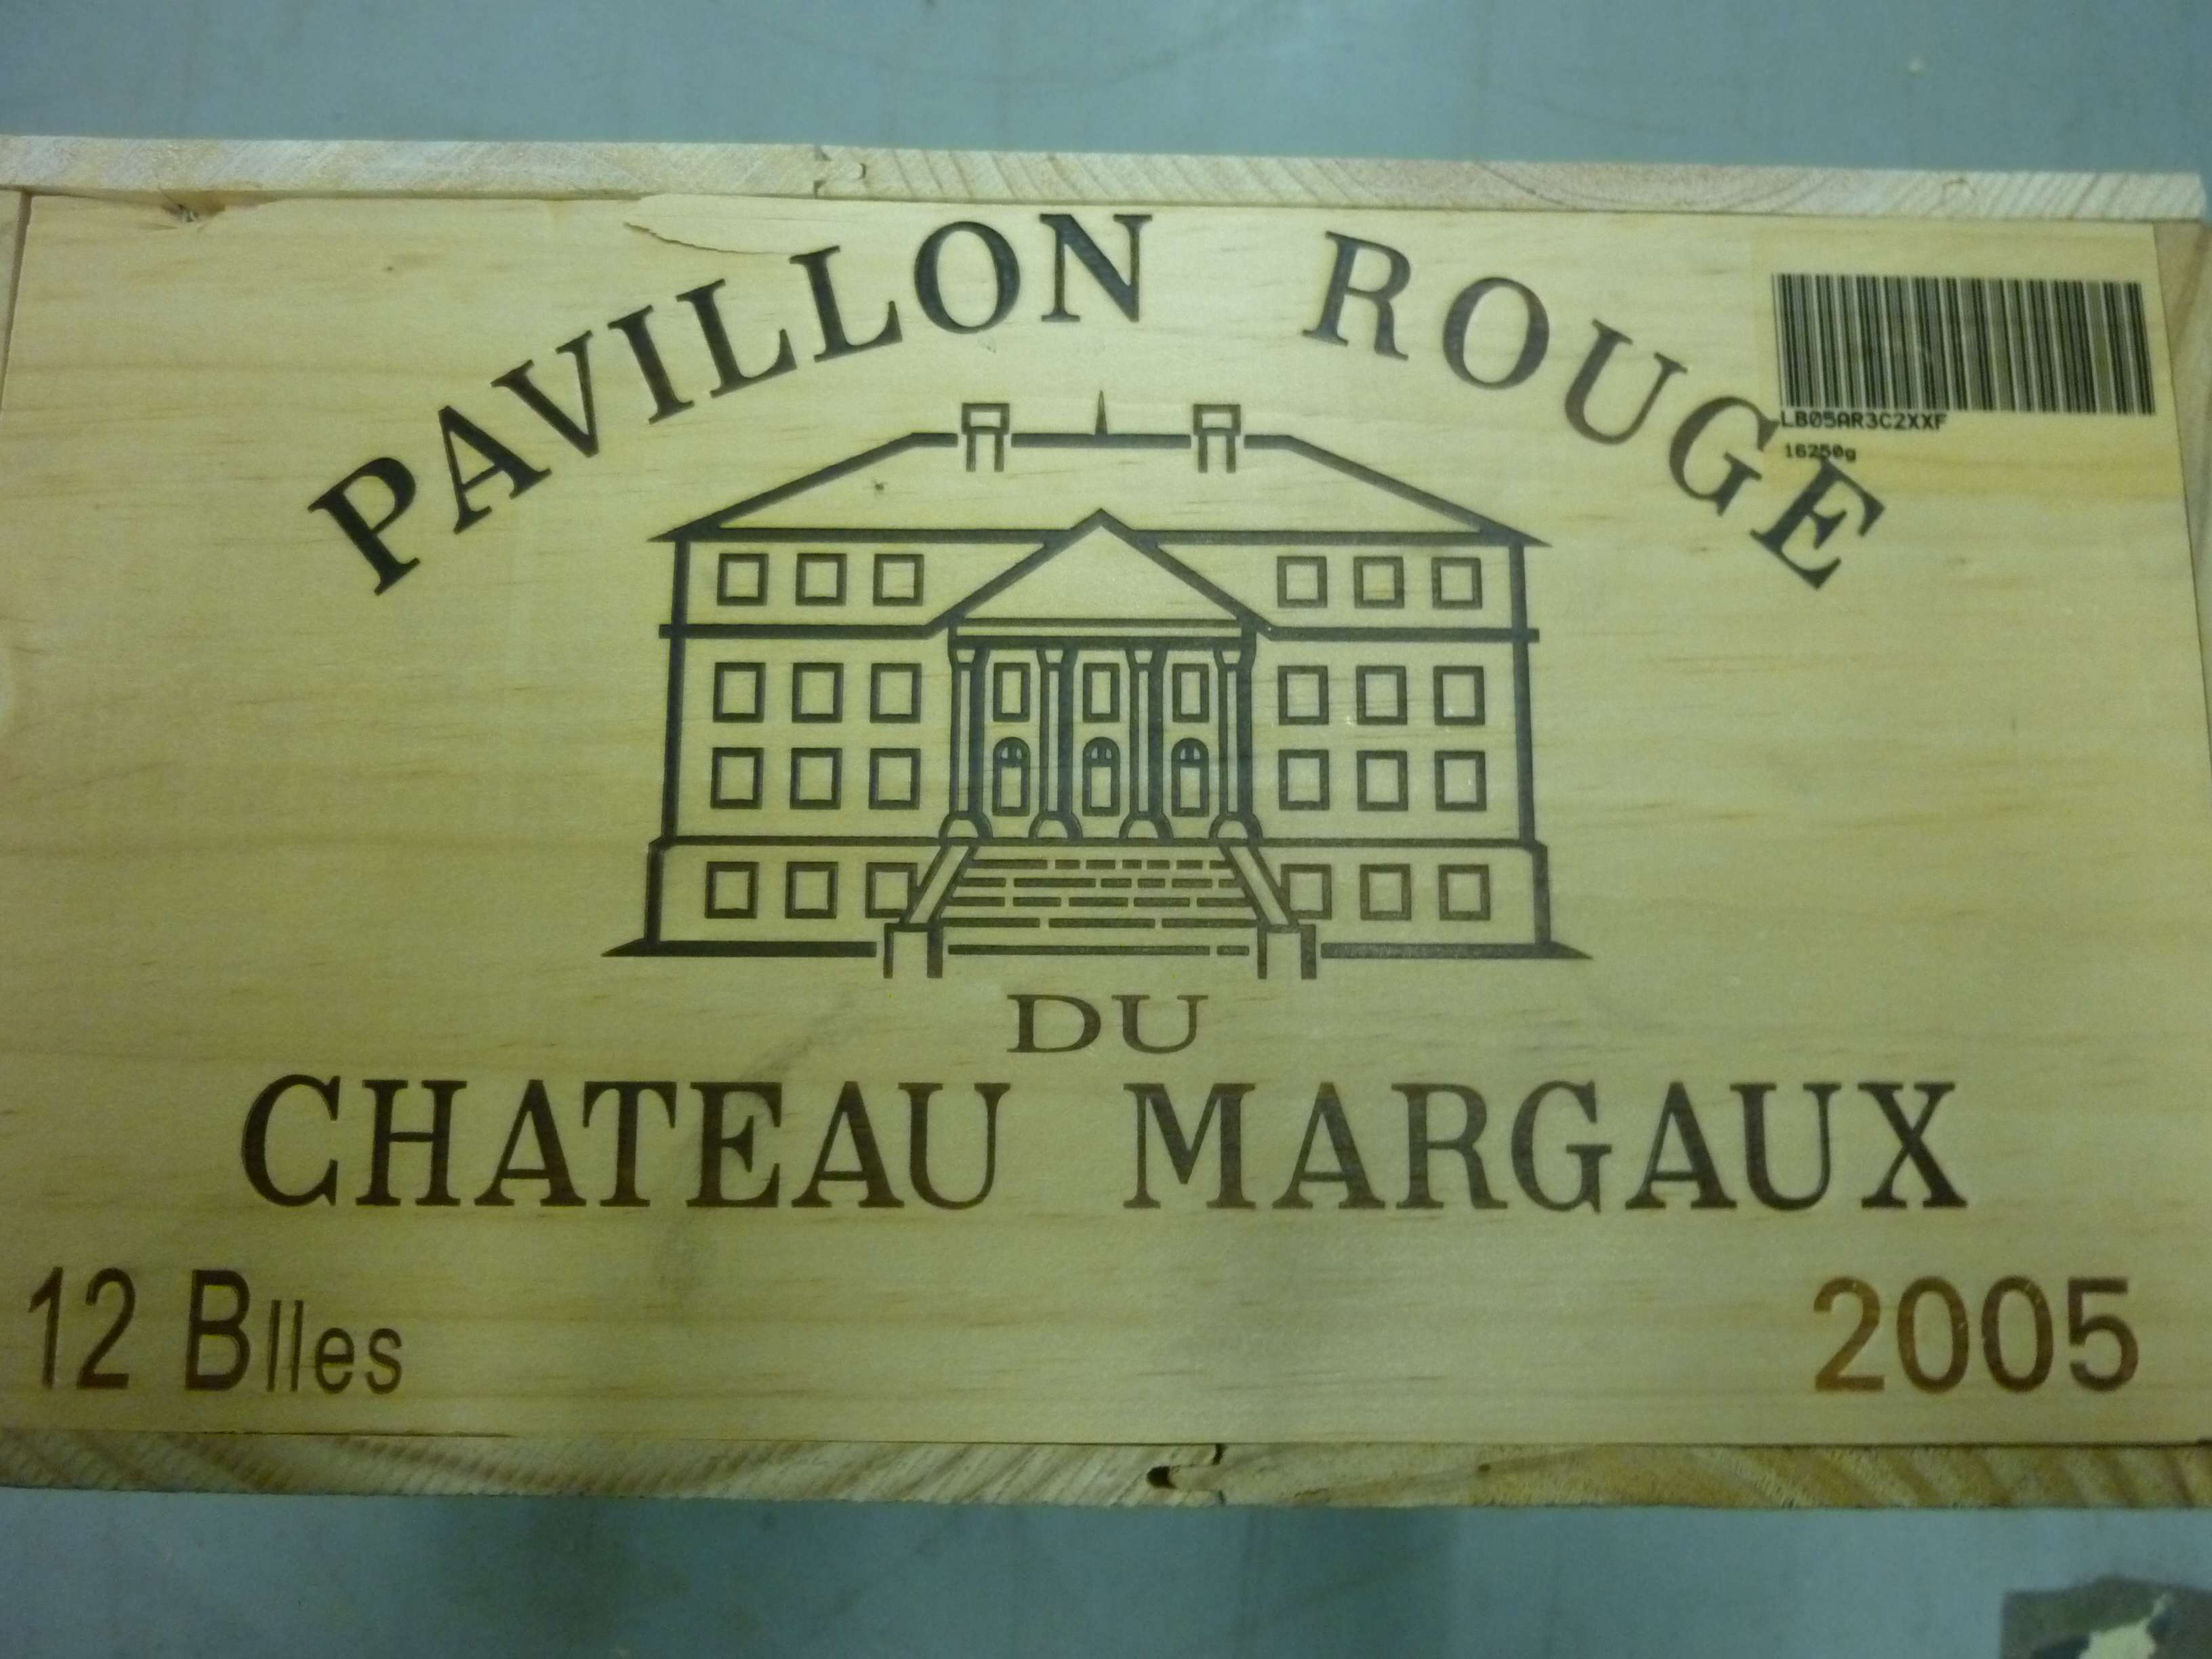 PAVILLON ROUGE
LB05AR3C2XXF
16250g
DU
CHATEAU MARGAUX
12 Blles
2005